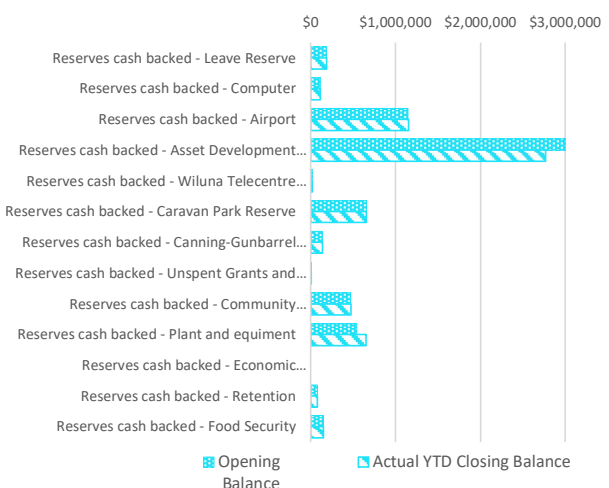 $0 $1,000,000 $2,000,000 $3,000,000
Reserves cash backed - Leave Reserve
Reserves cash backed - Computer
Reserves cash backed - Airport
Reserves cash backed - Asset Development...
Reserves cash backed - Wiluna Telecentre...
Reserves cash backed - Caravan Park Reserve
Reserves cash backed - Canning-Gunbarrel...
Reserves cash backed - Unspent Grants and...
Reserves cash backed - Community...
Reserves cash backed - Plant and equiment
Reserves cash backed - Economic...
Reserves cash backed - Retention
Reserves cash backed - Food Security
Opening Actual YTD Closing Balance
Balance